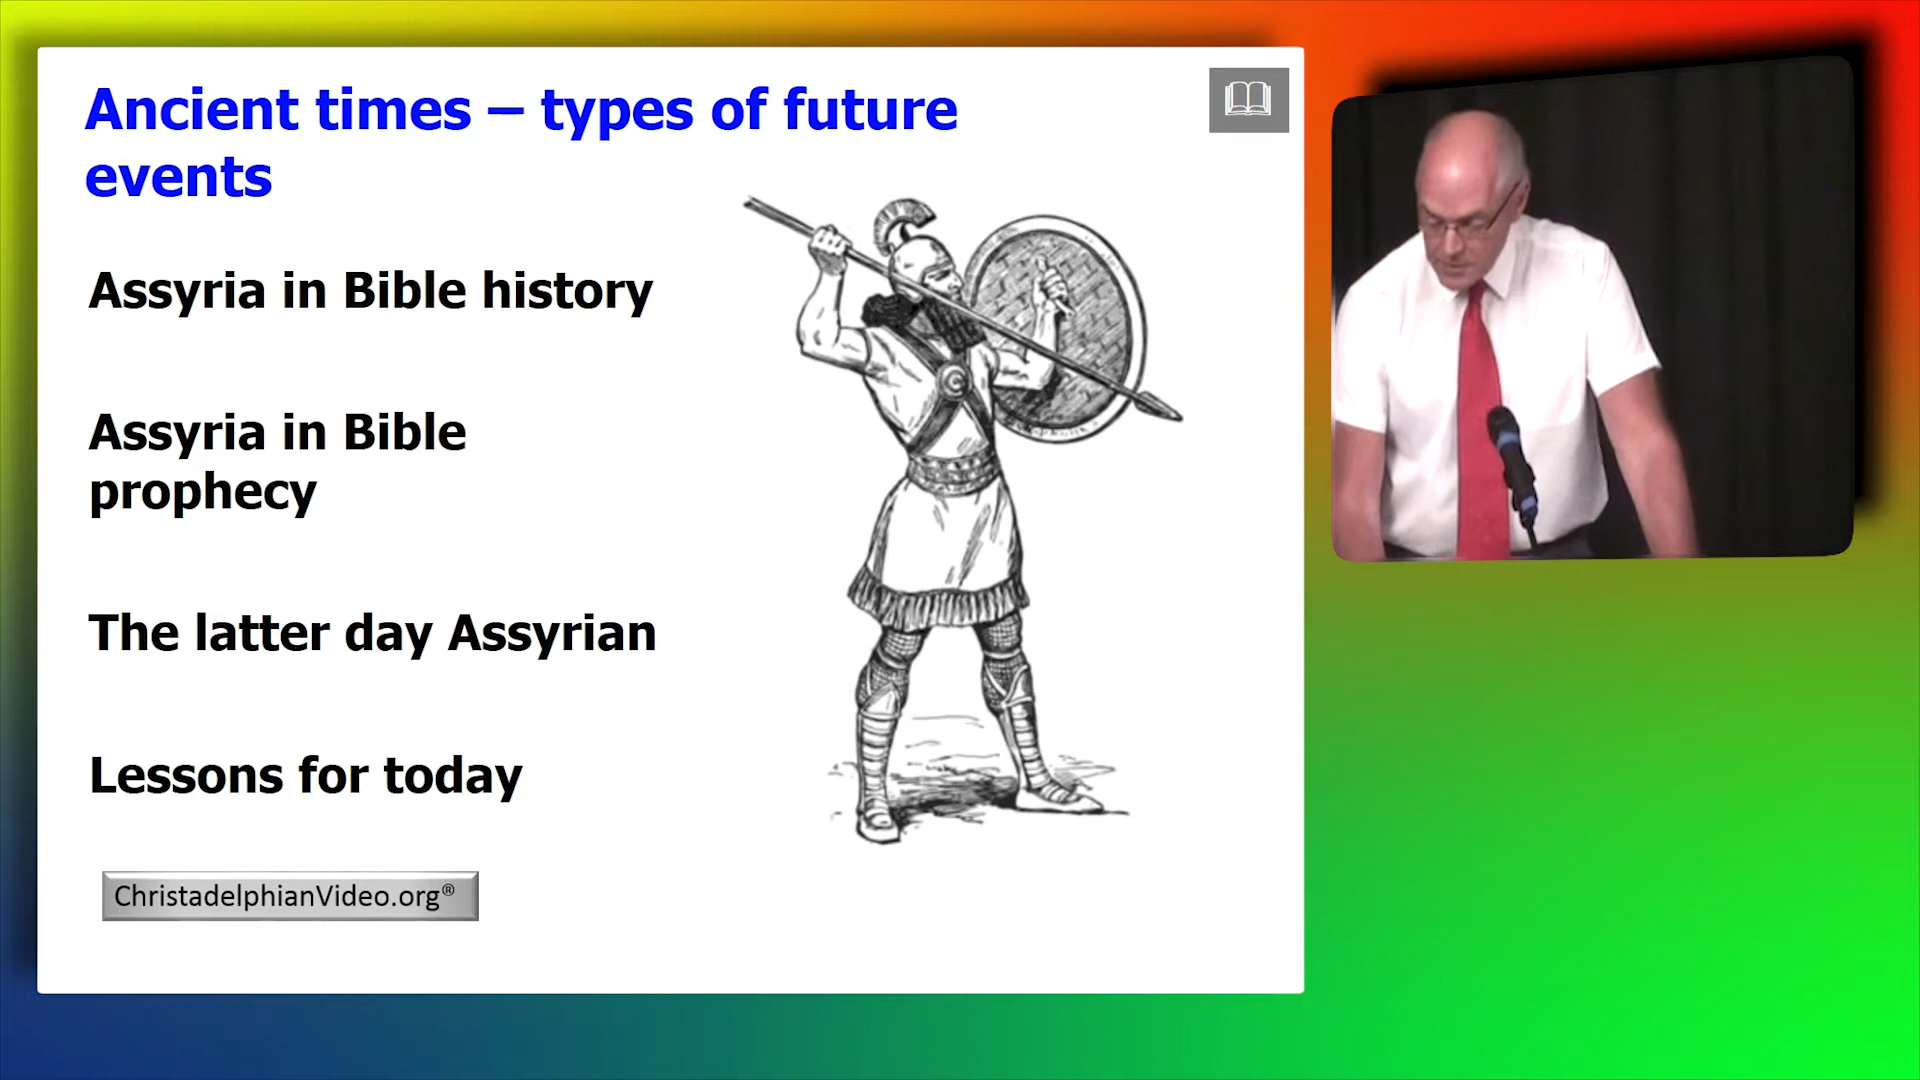 Ancient times – types of future
events
Assyria in Bible history
Assyria in Bible
prophecy
The latter day Assyrian
Lessons for today
ChristadelphianVideo.org®